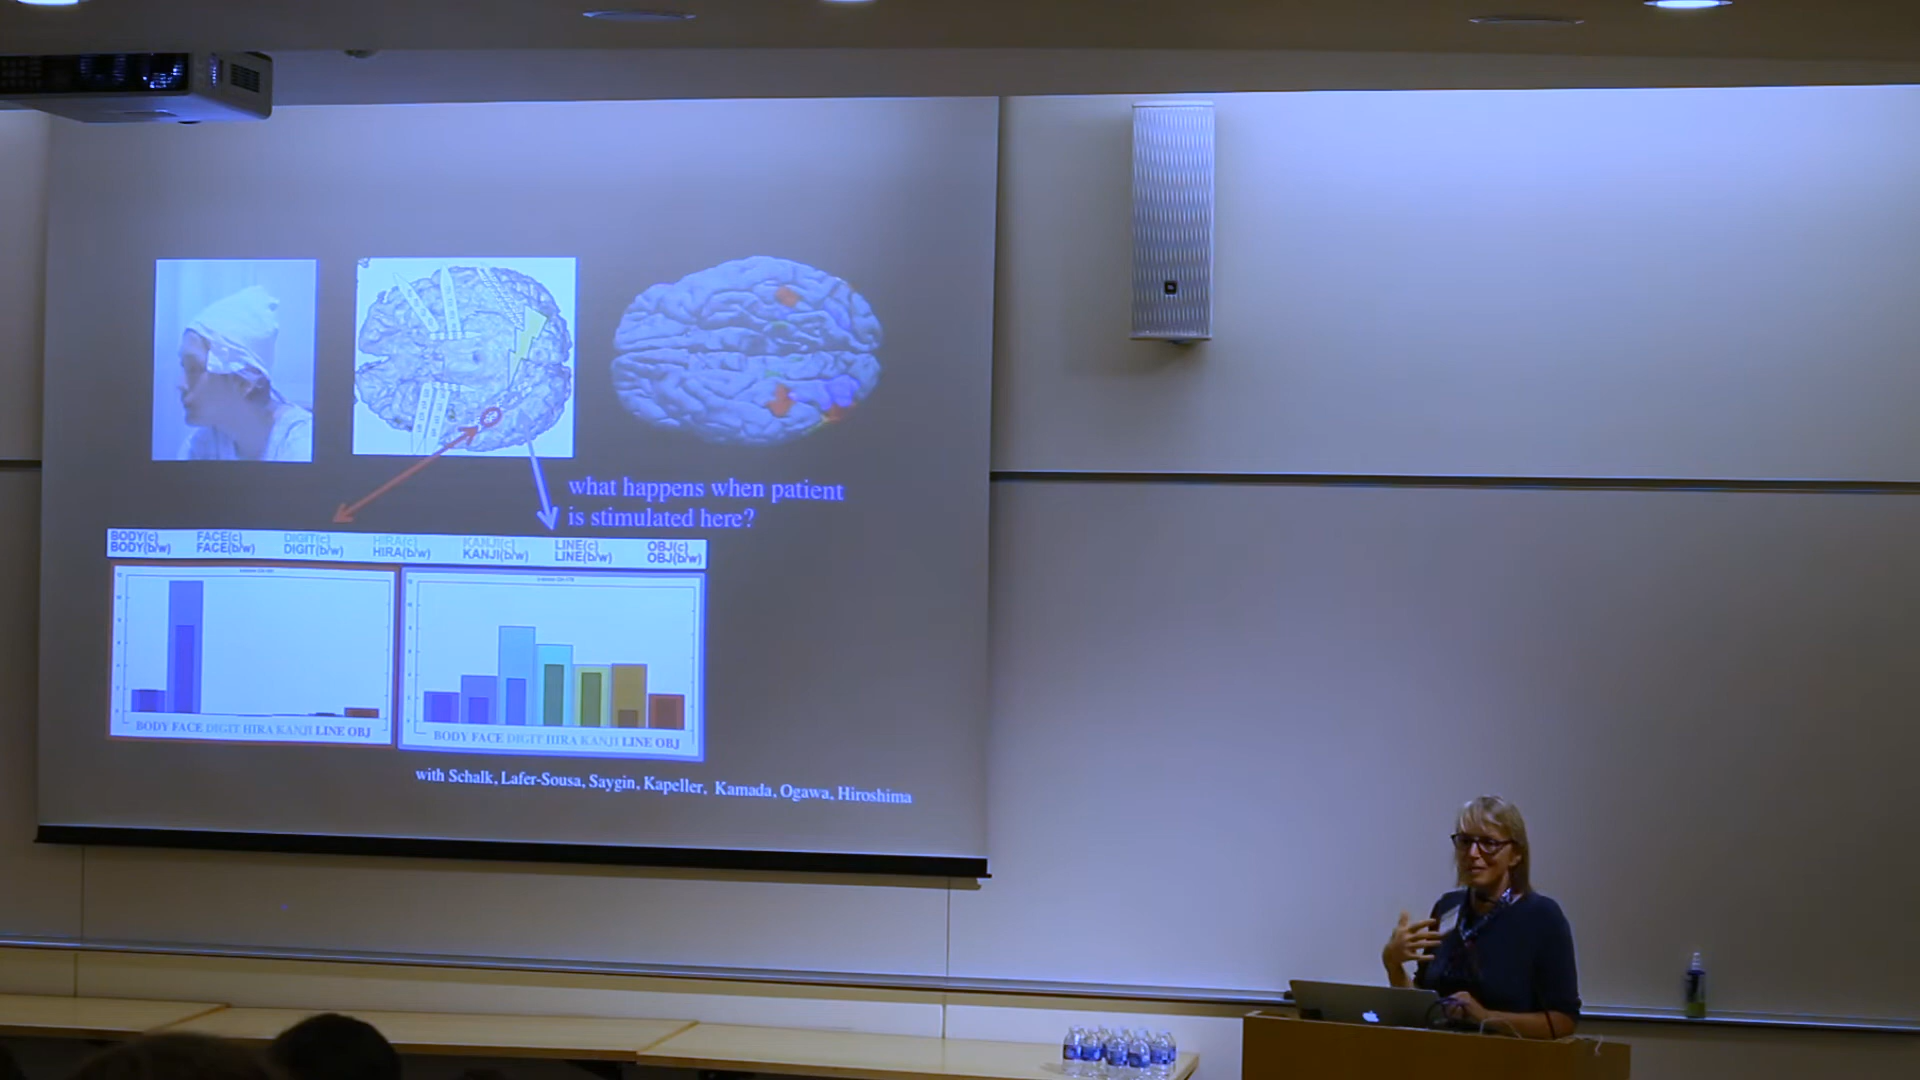 what happens when patient
is stimulated here?
BODY(c) FACE(c) DIGIT(c) HIRA(c) KANJI(c) LINE(c) OBJ(c)
BODY(b/w) FACE(b/w) DIGIT(b/w) HIRA(b/w) KANJI(b/w) LINE(b/w) OBJ(b/w)
BODY FACE DIGIT HIRA KANJI LINE OBJ
BODY FACE DIGIT HIRA KANJI LINE OBJ
with Schalk, Lafer-Sousa, Saygin, Kapeller, Kamada, Ogawa, Hiroshima